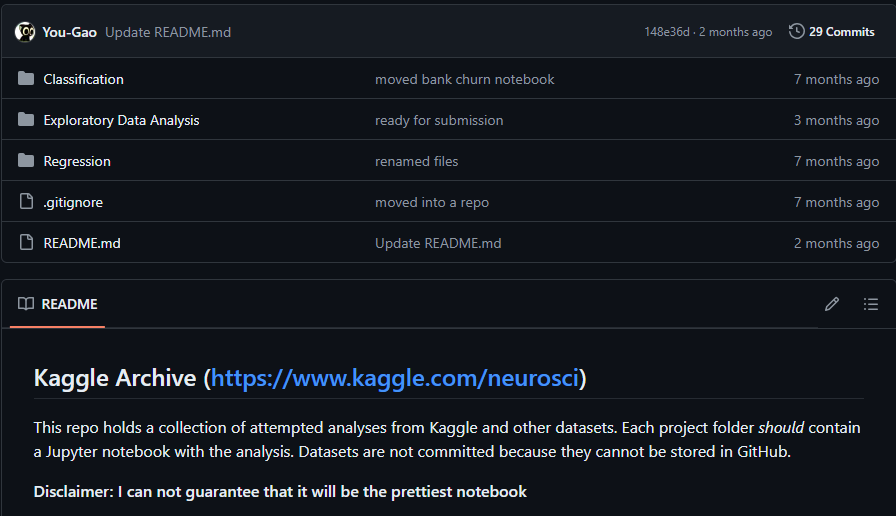 You-Gao Update README.md 148e36d · 2 months ago 29 Commits
Classification moved bank churn notebook 7 months ago
Exploratory Data Analysis ready for submission 3 months ago
Regression renamed files 7 months ago
.gitignore moved into a repo 7 months ago
README.md Update README.md 2 months ago
README
Kaggle Archive (https://www.kaggle.com/neurosci)
This repo holds a collection of attempted analyses from Kaggle and other datasets. Each project folder should contain
a Jupyter notebook with the analysis. Datasets are not committed because they cannot be stored in GitHub.
Disclaimer: I can not guarantee that it will be the prettiest notebook